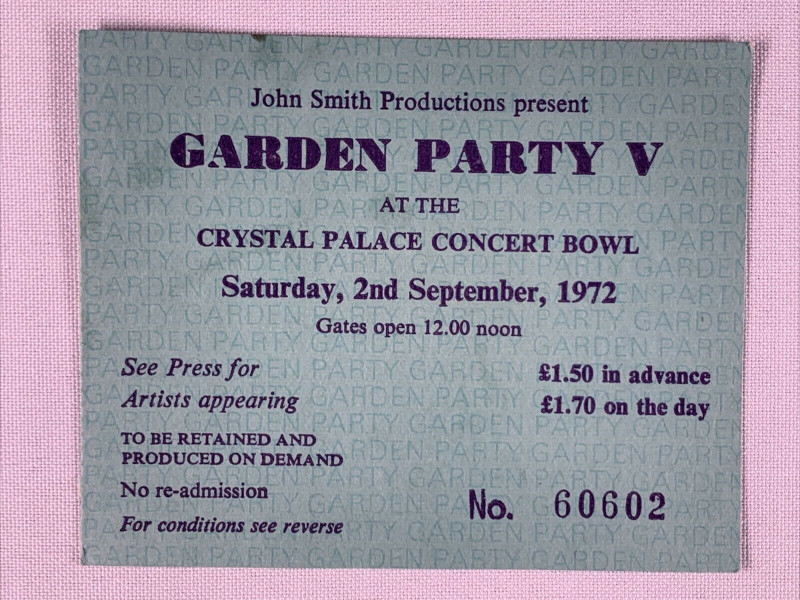 John Smith Productions present
GARDEN PARTY V
AT THE
CRYSTAL PALACE CONCERT BOWL
Saturday, 2nd September, 1972
Gates open 12.00 noon
See Press for
Artists appearing
£1.50 in advance
£1.70 on the day
TO BE RETAINED AND
PRODUCED ON DEMAND
No re-admission
For conditions see reverse
No. 60602